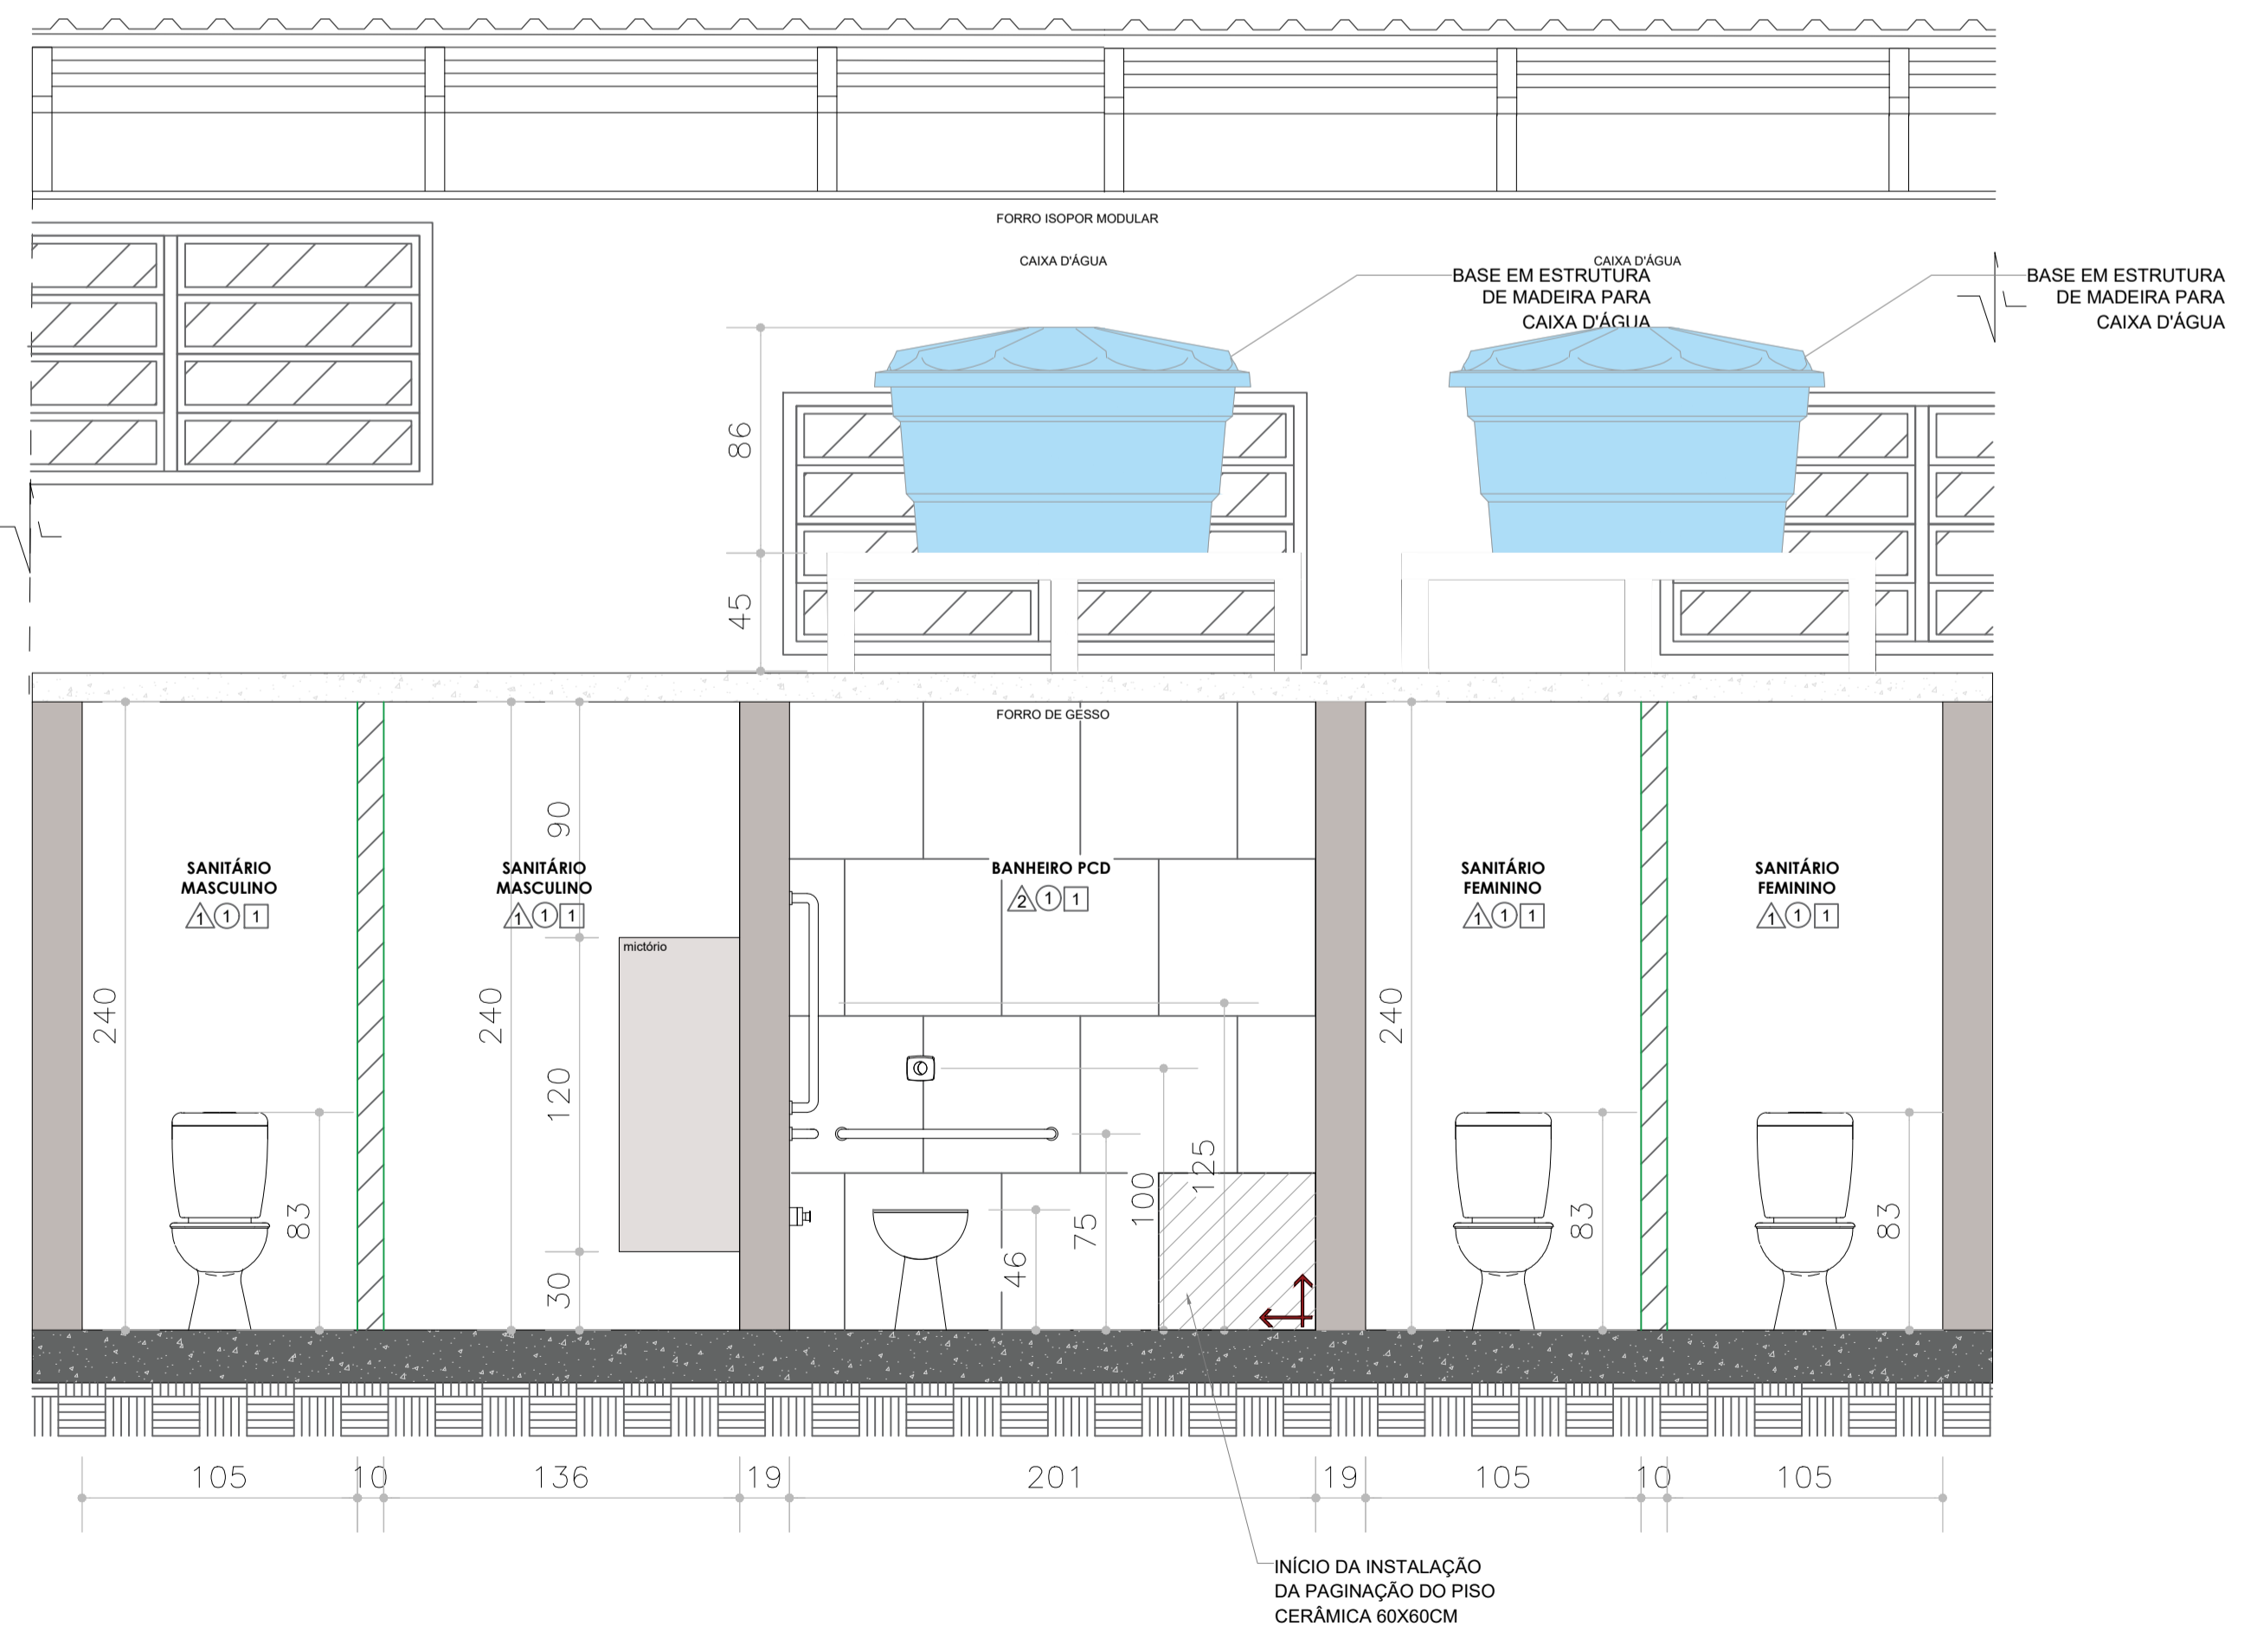 FORRO ISOPOR MODULAR
CAIXA D'ÁGUA
CAIXA D'ÁGUA
BASE EM ESTRUTURA
DE MADEIRA PARA
CAIXA D'ÁGUA
BASE EM ESTRUTURA
DE MADEIRA PARA
CAIXA D'ÁGUA
86
45
FORRO DE GESSO
90
SANITÁRIO
MASCULINO
1 1 1
SANITÁRIO
MASCULINO
1 1 1
BANHEIRO PCD
2 1 1
SANITÁRIO
FEMININO
1 1 1
SANITÁRIO
FEMININO
1 1 1
mictório
240
240
240
120
125
100
83
75
83
83
46
30
105 10 136 19 201 19 105 10 105
INÍCIO DA INSTALAÇÃO
DA PAGINAÇÃO DO PISO
CERÂMICA 60X60CM